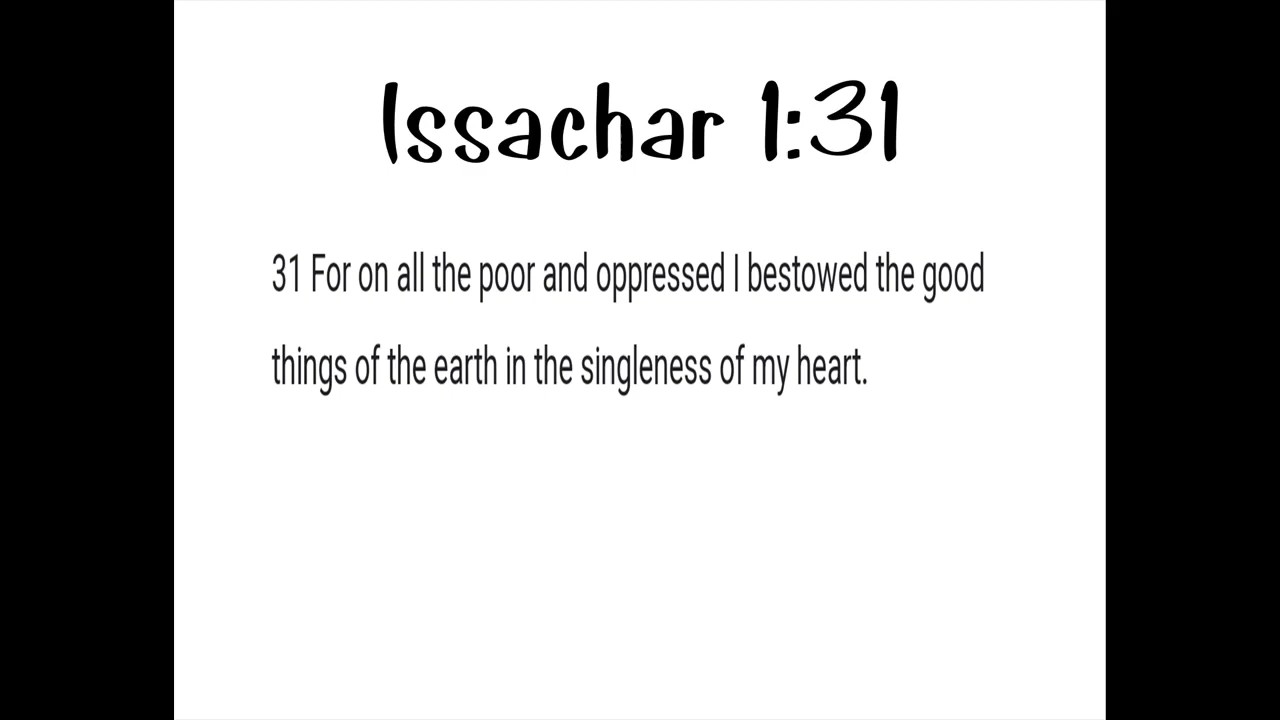 Issachar 1:31
31 For on all the poor and oppressed I bestowed the good
things of the earth in the singleness of my heart.